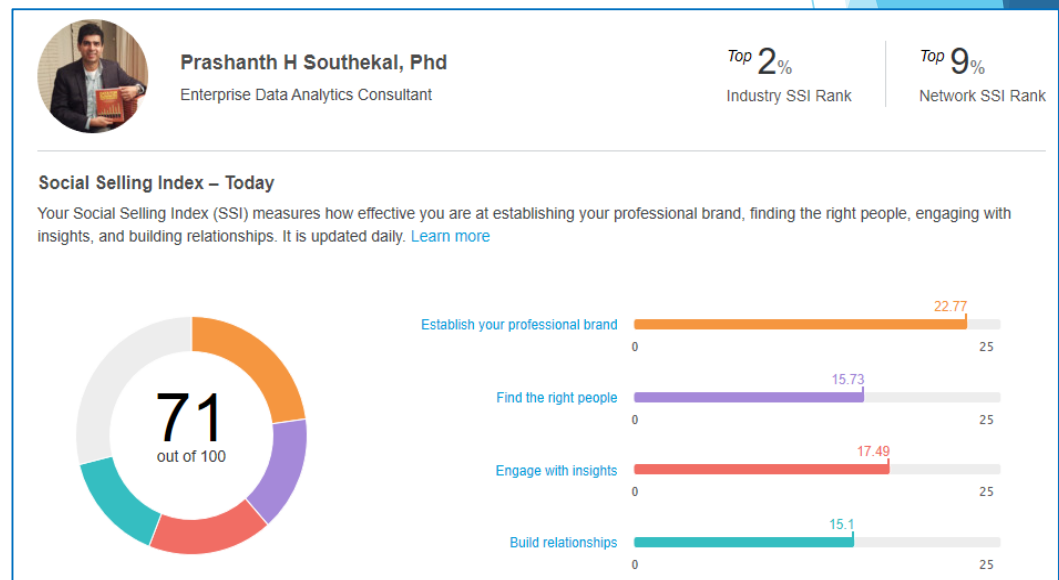 Prashanth H Southekal, Phd
Enterprise Data Analytics Consultant
Top 2%
Industry SSI Rank
Top 9%
Network SSI Rank
Social Selling Index – Today
Your Social Selling Index (SSI) measures how effective you are at establishing your professional brand, finding the right people, engaging with
insights, and building relationships. It is updated daily. Learn more
71
out of 100
22.77
Establish your professional brand
0 25
15.73
Find the right people
0 25
17.49
Engage with insights
0 25
15.1
Build relationships
0 25